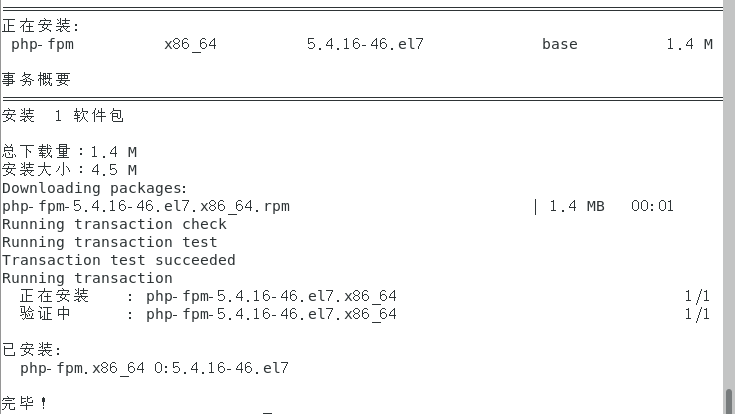 正在安装:
php-fpm x86_64 5.4.16-46.el7 base 1.4 M
事务概要
安装 1 软件包
总下载量：1.4 M
安装大小：4.5 M
Downloading packages:
php-fpm-5.4.16-46.el7.x86_64.rpm | 1.4 MB 00:01
Running transaction check
Running transaction test
Transaction test succeeded
Running transaction
正在安装 : php-fpm-5.4.16-46.el7.x86_64 1/1
验证中 : php-fpm-5.4.16-46.el7.x86_64 1/1
已安装:
php-fpm.x86_64 0:5.4.16-46.el7
完毕！